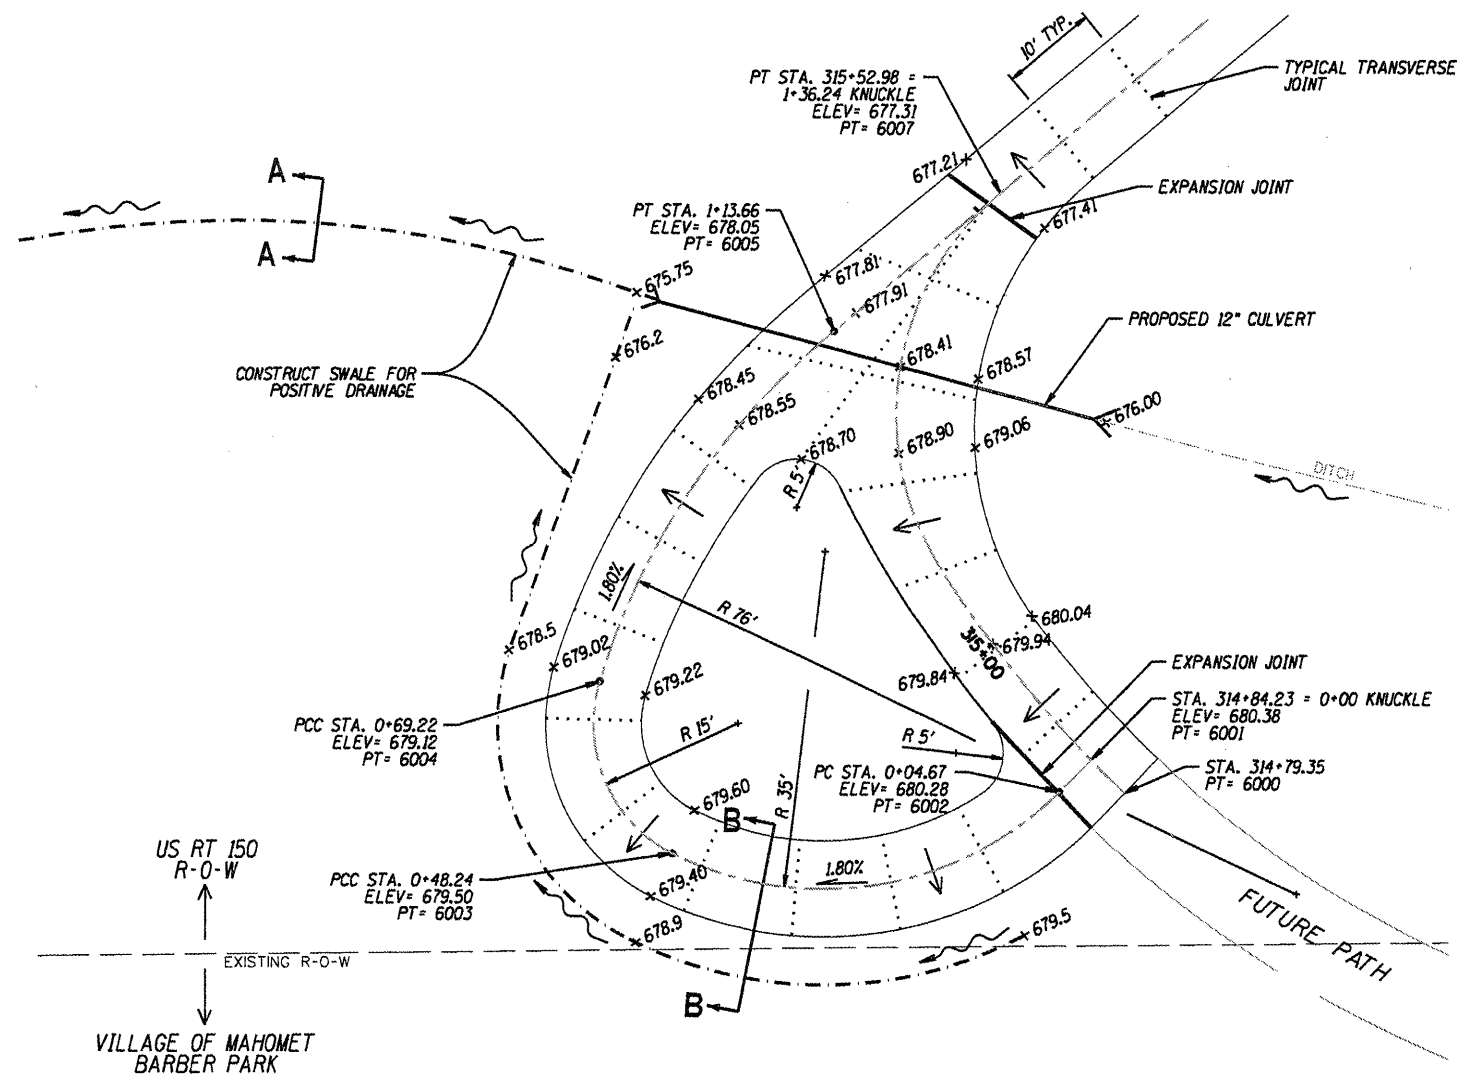 10' TYP.
TYPICAL TRANSVERSE
JOINT
PT STA. 315+52.98 =
1+36.24 KNUCKLE
ELEV= 677.31
PT= 6007
677.21
EXPANSION JOINT
677.41
A
A
PT STA. 1+13.66
ELEV= 678.05
PT= 6005
677.81
677.91
675.75
PROPOSED 12" CULVERT
676.2
678.41
678.57
CONSTRUCT SWALE FOR
POSITIVE DRAINAGE
678.45
678.55
676.00
678.70
678.90
679.06
DITCH
R 5'
1.80%
R 76'
680.04
679.94
315+00
678.5
679.02
679.84
679.22
EXPANSION JOINT
STA. 314+84.23 = 0+00 KNUCKLE
ELEV= 680.38
PT= 6001
PCC STA. 0+69.22
ELEV= 679.12
PT= 6004
R 15'
R 5'
R 35'
PC STA. 0+04.67
ELEV= 680.28
PT= 6002
STA. 314+79.35
PT= 6000
679.60
B
US RT 150
R-O-W
PCC STA. 0+48.24
ELEV= 679.50
PT= 6003
679.40
1.80%
678.9
679.5
FUTURE PATH
EXISTING R-O-W
B
VILLAGE OF MAHOMET
BARBER PARK